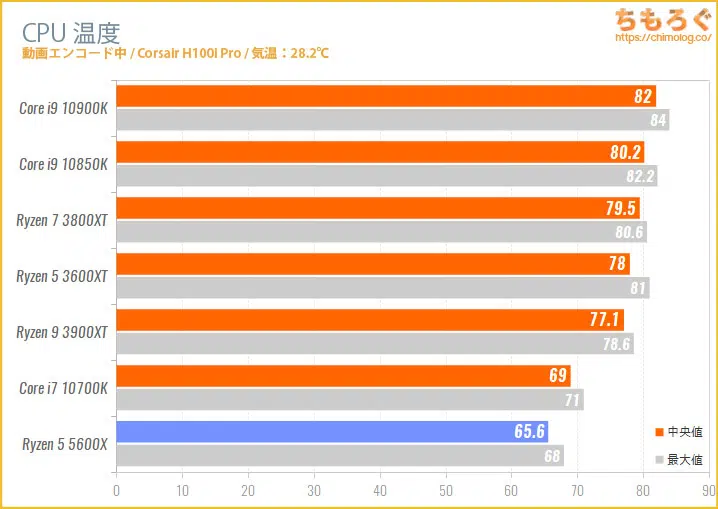 CPU 温度
ちもろぐ
https://chimolog.co/
動画エンコード中 / Corsair H100I Pro / 気温：28.2℃
Core i9 10900K
82
84
Core i9 10850K
80.2
82.2
Ryzen 7 3800XT
79.5
80.6
Ryzen 5 3600XT
78
81
Ryzen 9 3900XT
77.1
78.6
Core i7 10700K
69
71
Ryzen 5 5600X
65.6
68
中央値
最大値
0 10 20 30 40 50 60 70 80 90